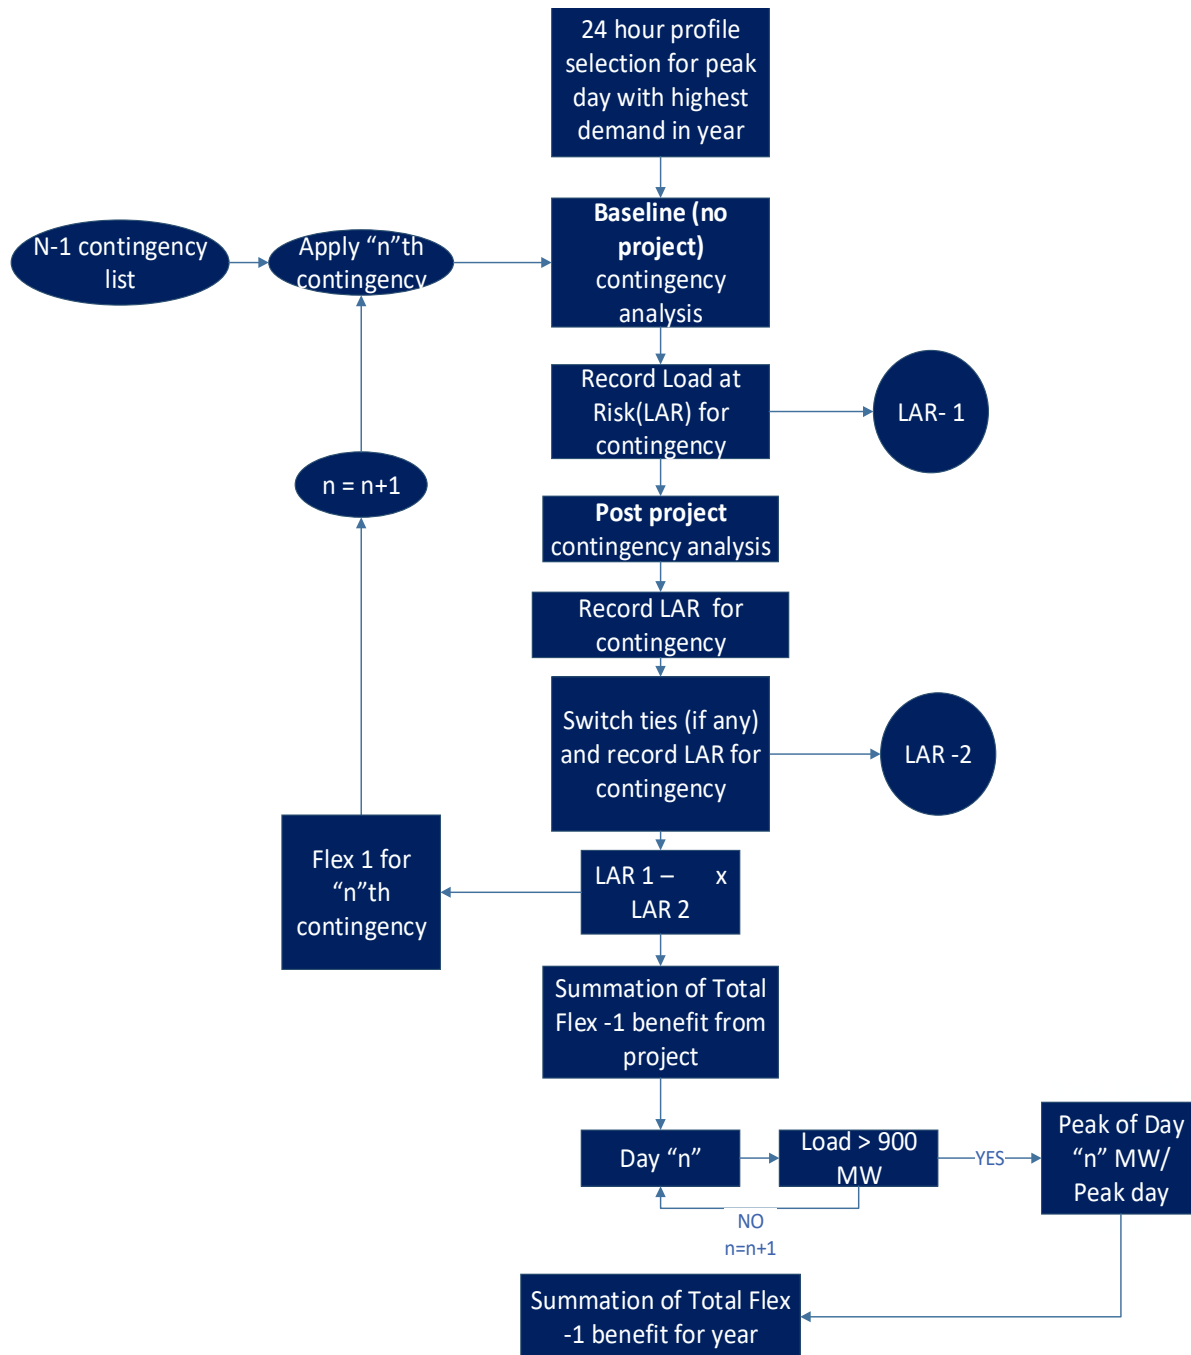 24 hour profile
selection for peak
day with highest
demand in year
N-1 contingency
list
Apply “n”th
contingency
Baseline (no
project)
contingency
analysis
Record Load at
Risk(LAR) for
contingency
LAR- 1
n = n+1
Post project
contingency analysis
Record LAR for
contingency
Switch ties (if any)
and record LAR for
contingency
LAR -2
Flex 1 for
“n”th
contingency
LAR 1 – x
LAR 2
Summation of Total
Flex -1 benefit from
project
Day “n”
Load > 900
MW
YES
Peak of Day
“n” MW/
Peak day
NO
n=n+1
Summation of Total Flex
-1 benefit for year